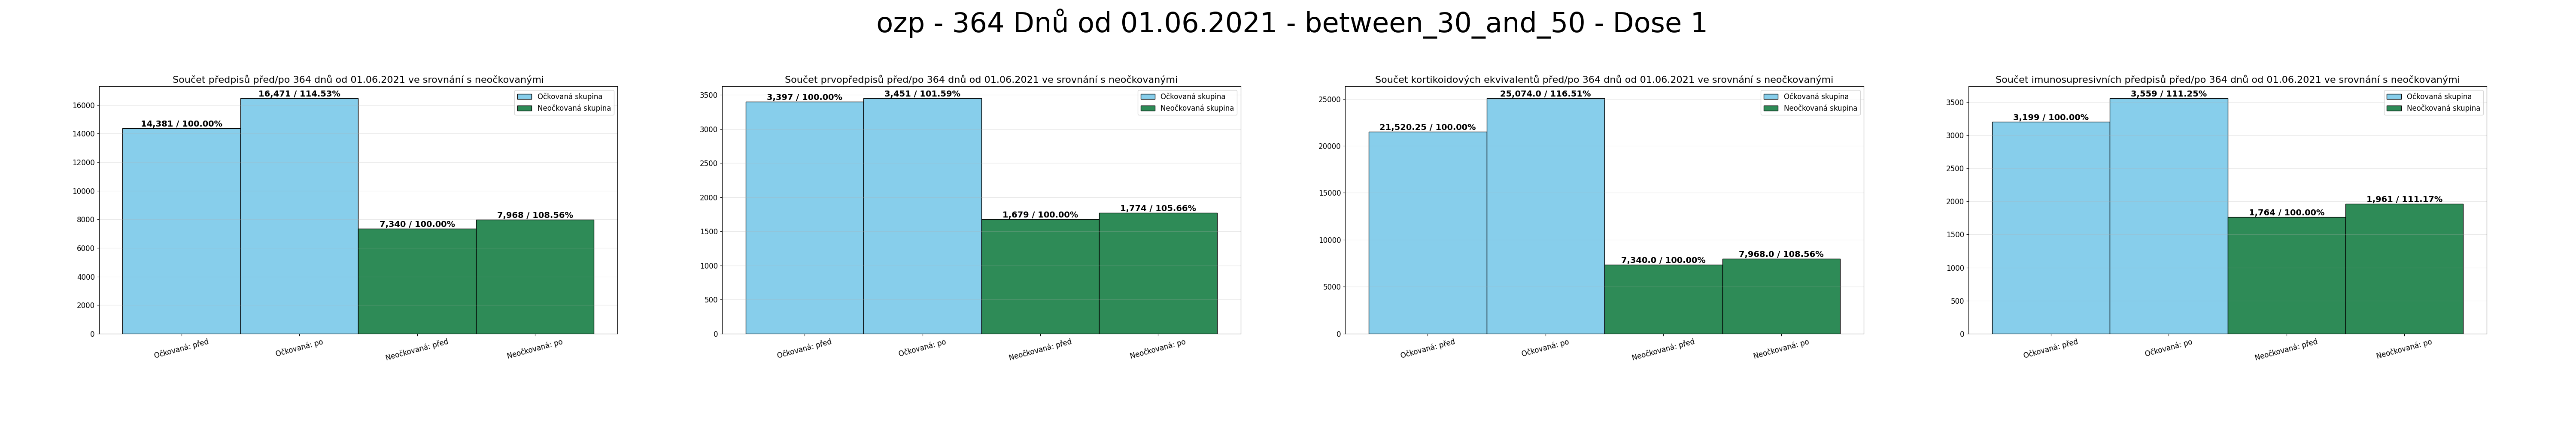 ozp - 364 Dnů od 01.06.2021 - between_30_and_50 - Dose 1
Součet předpisů před/po 364 dnů od 01.06.2021 ve srovnání s neočkovanými
16000
14000
12000
10000
8000
6000
4000
2000
0
14,381 / 100.00%
16,471 / 114.53%
7,340 / 100.00%
7,968 / 108.56%
Očkovaná skupina
Neočkovaná skupina
Očkovaná: před
Očkovaná: po
Neočkovaná: před
Neočkovaná: po
Součet prvopředpisů před/po 364 dnů od 01.06.2021 ve srovnání s neočkovanými
3500
3000
2500
2000
1500
1000
500
0
3,397 / 100.00%
3,451 / 101.59%
1,679 / 100.00%
1,774 / 105.66%
Očkovaná skupina
Neočkovaná skupina
Očkovaná: před
Očkovaná: po
Neočkovaná: před
Neočkovaná: po
Součet kortikoidových ekvivalentů před/po 364 dnů od 01.06.2021 ve srovnání s neočkovanými
25000
20000
15000
10000
5000
0
21,520.25 / 100.00%
25,074.0 / 116.51%
7,340.0 / 100.00%
7,968.0 / 108.56%
Očkovaná skupina
Neočkovaná skupina
Očkovaná: před
Očkovaná: po
Neočkovaná: před
Neočkovaná: po
Součet imunosupresivních předpisů před/po 364 dnů od 01.06.2021 ve srovnání s neočkovanými
3500
3000
2500
2000
1500
1000
500
0
3,199 / 100.00%
3,559 / 111.25%
1,764 / 100.00%
1,961 / 111.17%
Očkovaná skupina
Neočkovaná skupina
Očkovaná: před
Očkovaná: po
Neočkovaná: před
Neočkovaná: po